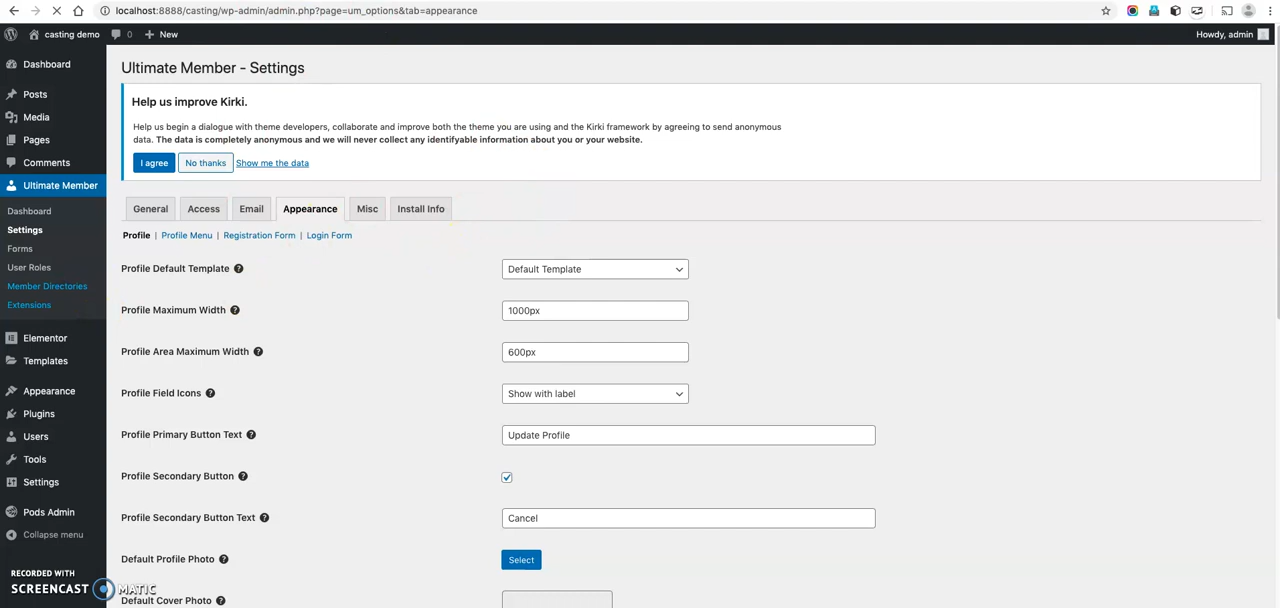 localhost:8888/casting/wp-admin/admin.php?page=um_options&tab=appearance
casting demo 0 New Howdy, admin
Dashboard
Posts
Media
Pages
Comments
Ultimate Member
Dashboard
Settings
Forms
User Roles
Member Directories
Extensions
Elementor
Templates
Appearance
Plugins
Users
Tools
Settings
Pods Admin
Collapse menu
RECORDED WITH
SCREENCAST MATIC
Ultimate Member - Settings
Help us improve Kirki.
Help us begin a dialogue with theme developers, collaborate and improve both the theme you are using and the Kirki framework by agreeing to send anonymous
data. The data is completely anonymous and we will never collect any identifyable information about you or your website.
I agree No thanks Show me the data
General Access Email Appearance Misc Install Info
Profile | Profile Menu | Registration Form | Login Form
Profile Default Template ? Default Template
Profile Maximum Width ? 1000px
Profile Area Maximum Width ? 600px
Profile Field Icons ? Show with label
Profile Primary Button Text ? Update Profile
Profile Secondary Button ?
Profile Secondary Button Text ? Cancel
Default Profile Photo ? Select
Default Cover Photo ?